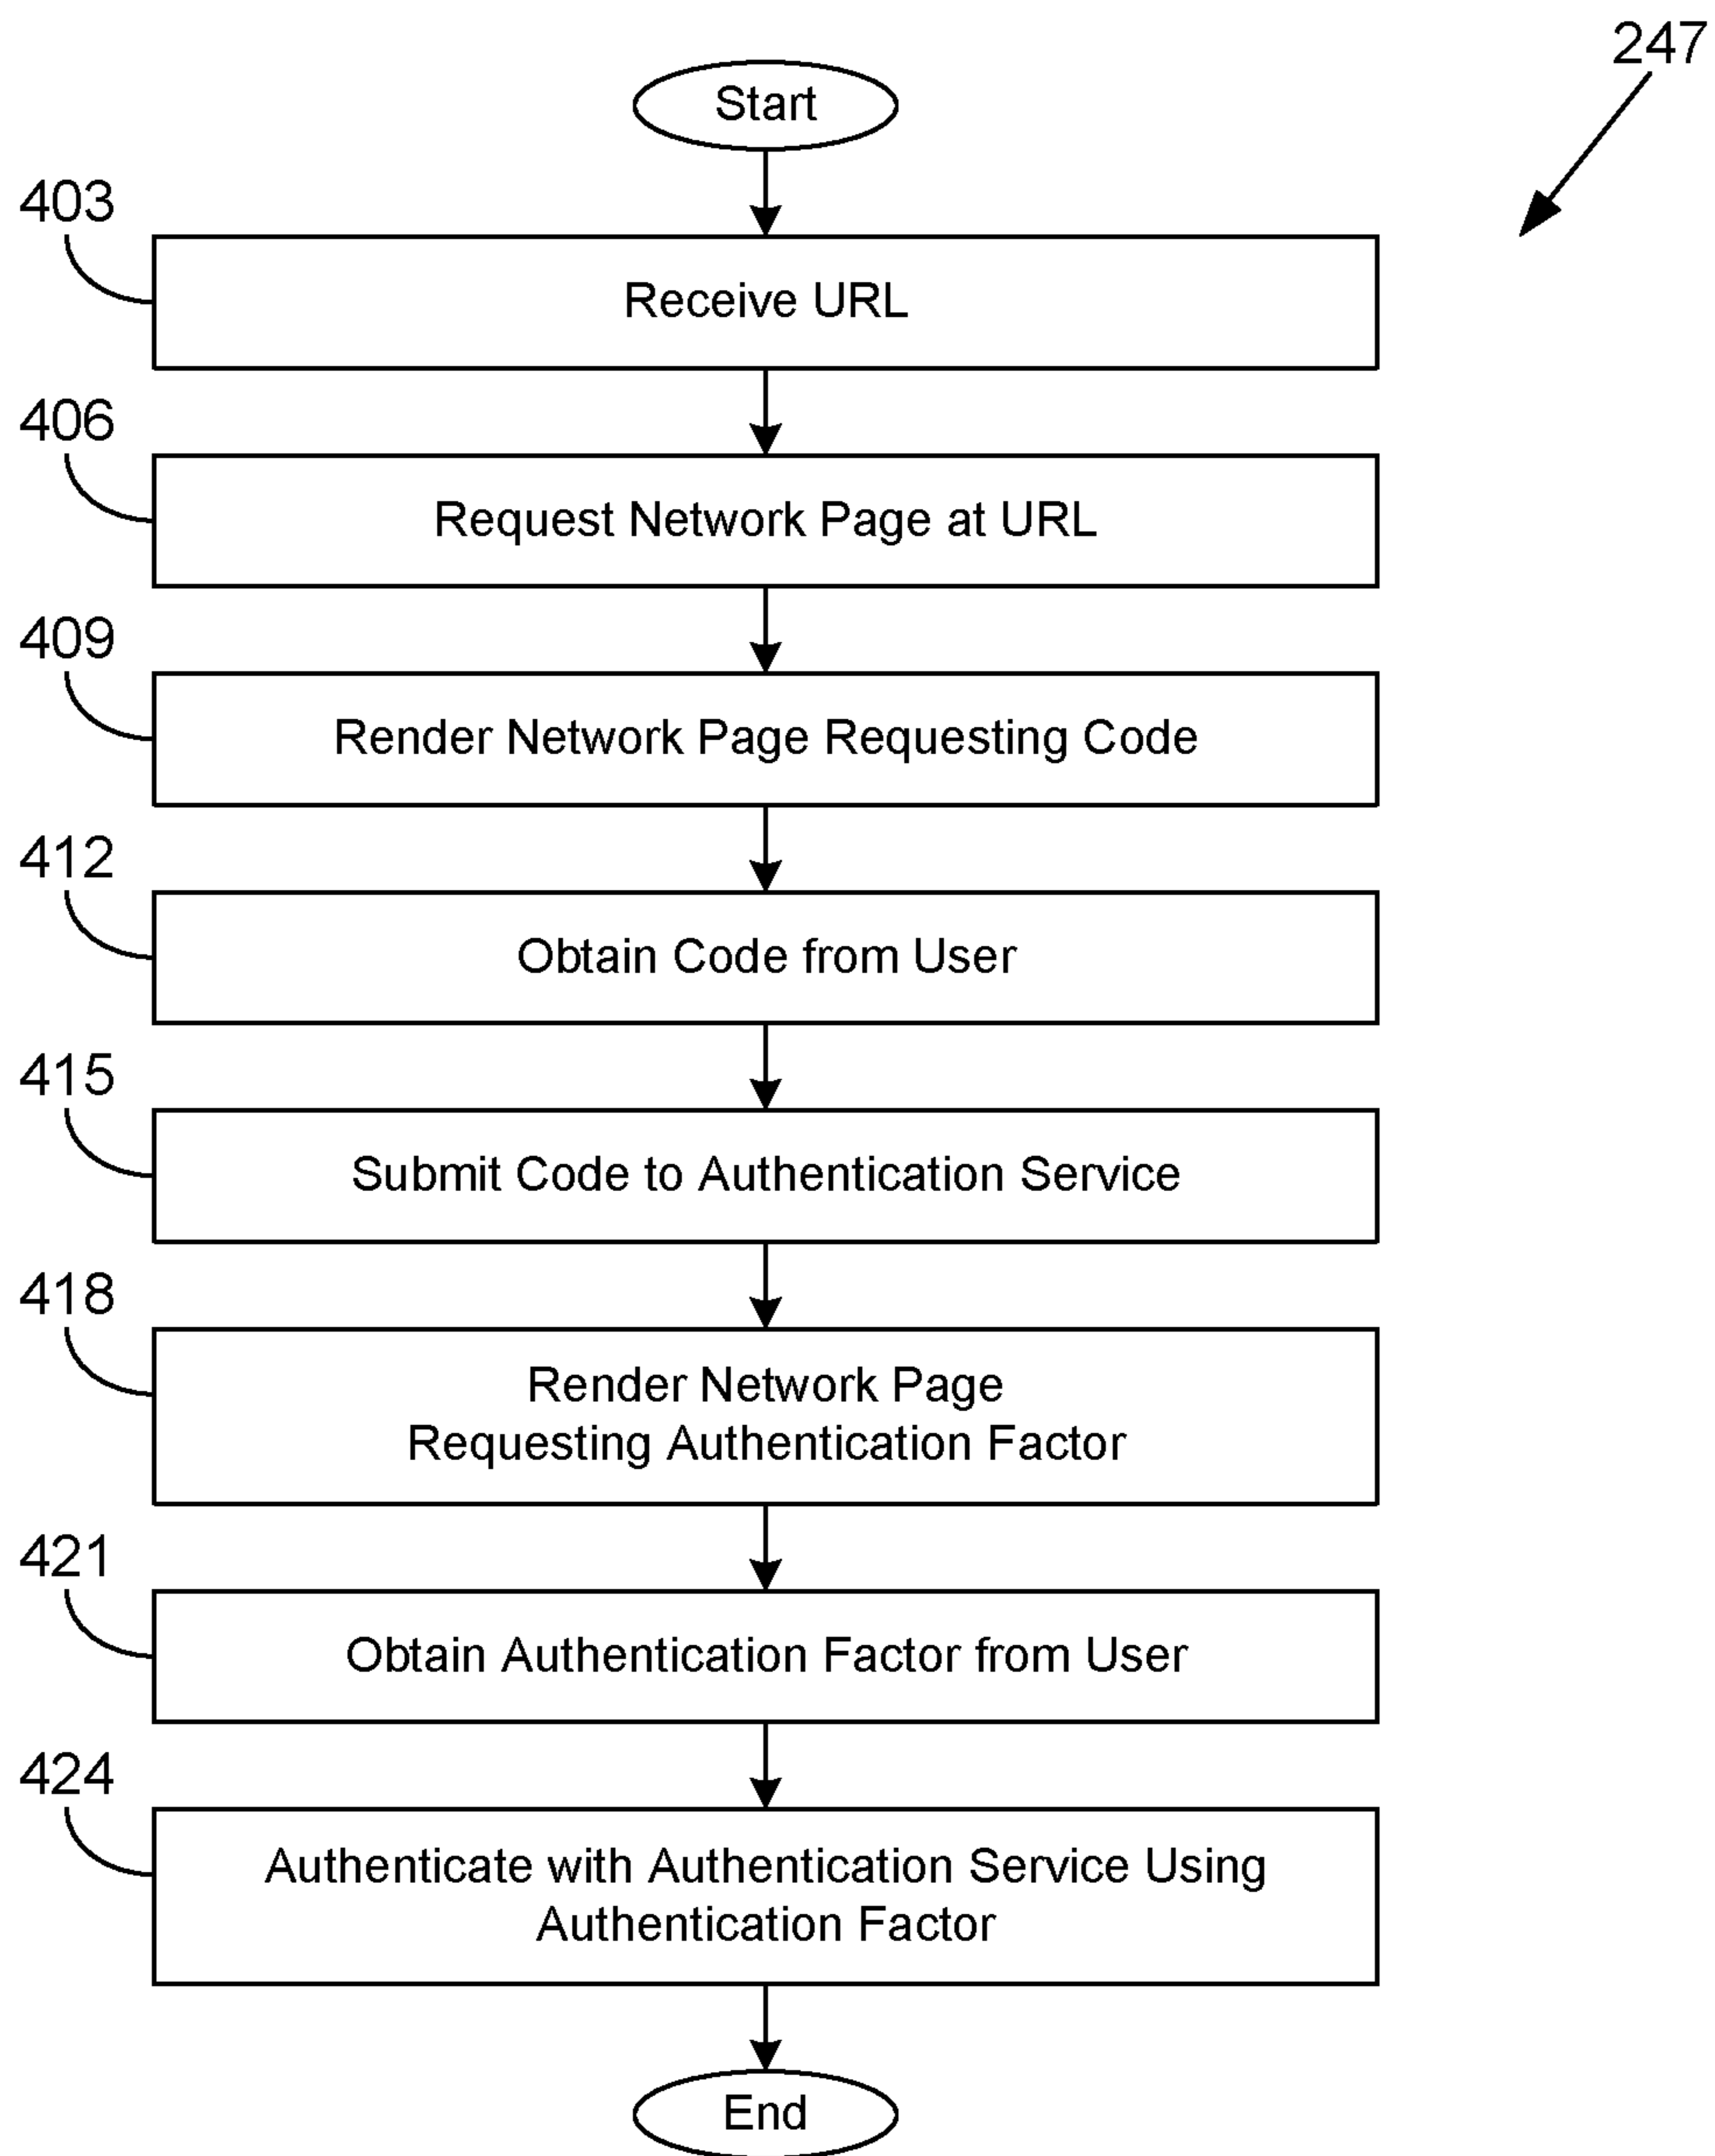 247
Start
403
Receive URL
406
Request Network Page at URL
409
Render Network Page Requesting Code
412
Obtain Code from User
415
Submit Code to Authentication Service
418
Render Network Page
Requesting Authentication Factor
421
Obtain Authentication Factor from User
424
Authenticate with Authentication Service Using
Authentication Factor
End